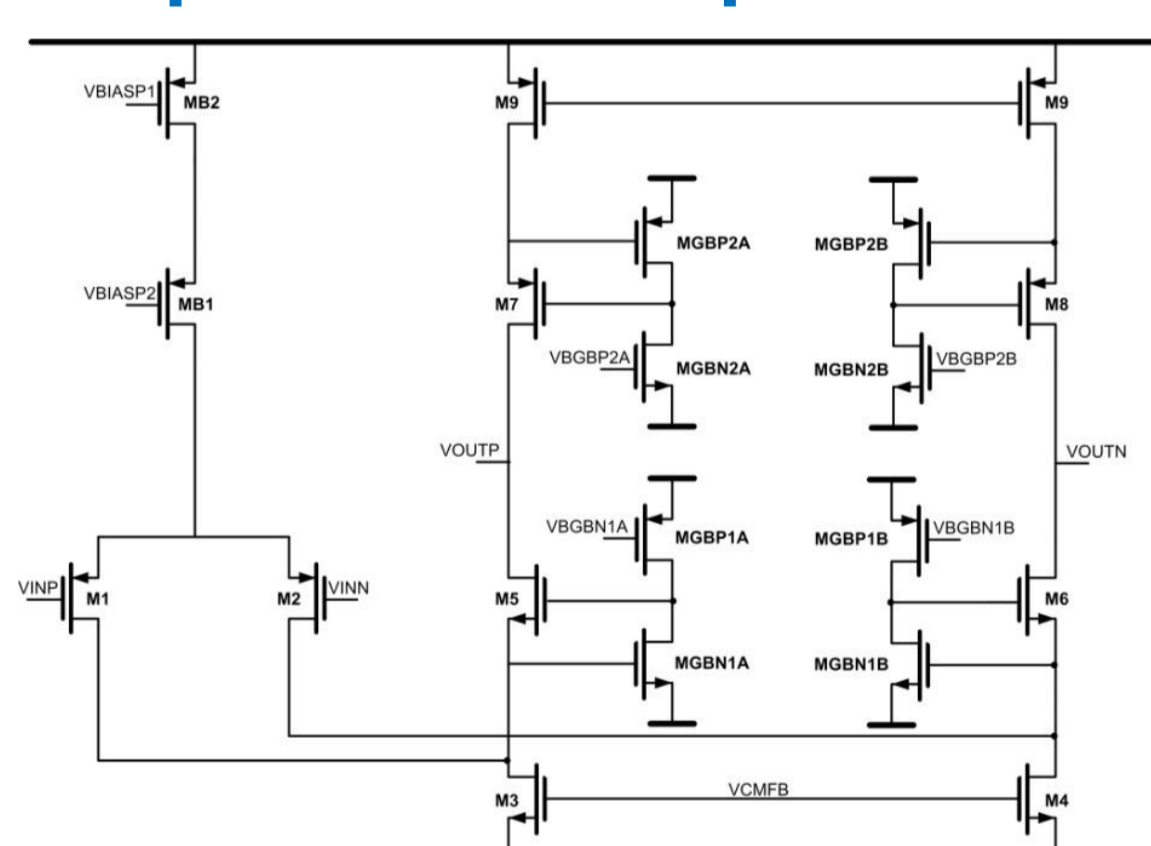 VBIASP1
MB2
M9
M9
MGBP2A
MGBP2B
VBIASP2
MB1
M7
M8
VBGBP2A
MGBN2A
MGBN2B
VBGBP2B
VOUTP
VOUTN
VBGBN1A
MGBP1A
MGBP1B
VBGBN1B
VINP
M1
M2
VINN
M5
M6
MGBN1A
MGBN1B
M3
VCMFB
M4